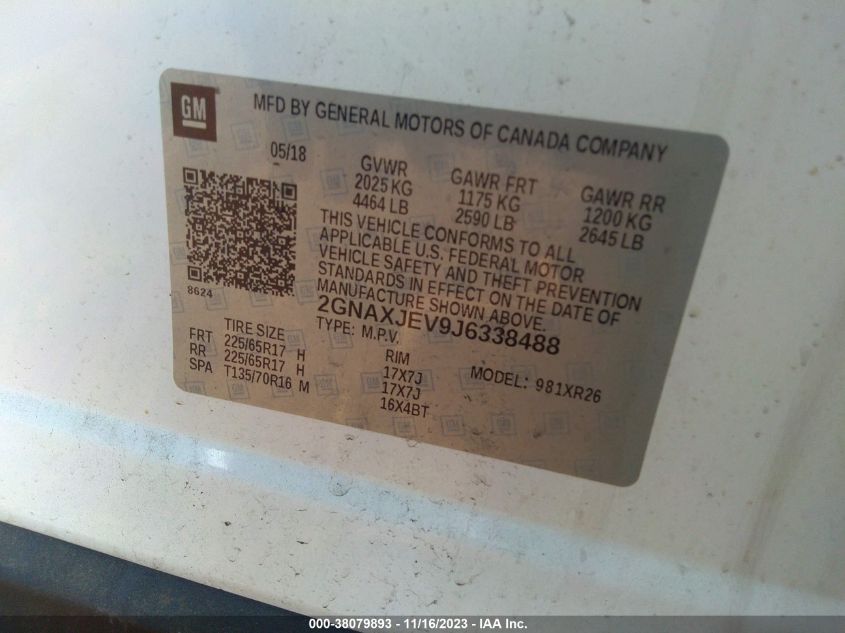 GM
MFD BY GENERAL MOTORS OF CANADA COMPANY
05/18
GVWR
2025 KG
4464 LB
GAWR FRT
1175 KG
2590 LB
GAWR RR
1200 KG
2645 LB
THIS VEHICLE CONFORMS TO ALL
APPLICABLE U.S. FEDERAL MOTOR
VEHICLE SAFETY AND THEFT PREVENTION
STANDARDS IN EFFECT ON THE DATE OF
MANUFACTURE SHOWN ABOVE.
8624
2GNAXJEV9J6338488
TYPE: M.P.V.
TIRE SIZE RIM
FRT 225/65R17 H 17X7J
RR 225/65R17 H 17X7J
SPA T135/70R16 M 16X4BT
MODEL: 981XR26
000-38079893 - 11/16/2023 - IAA Inc.